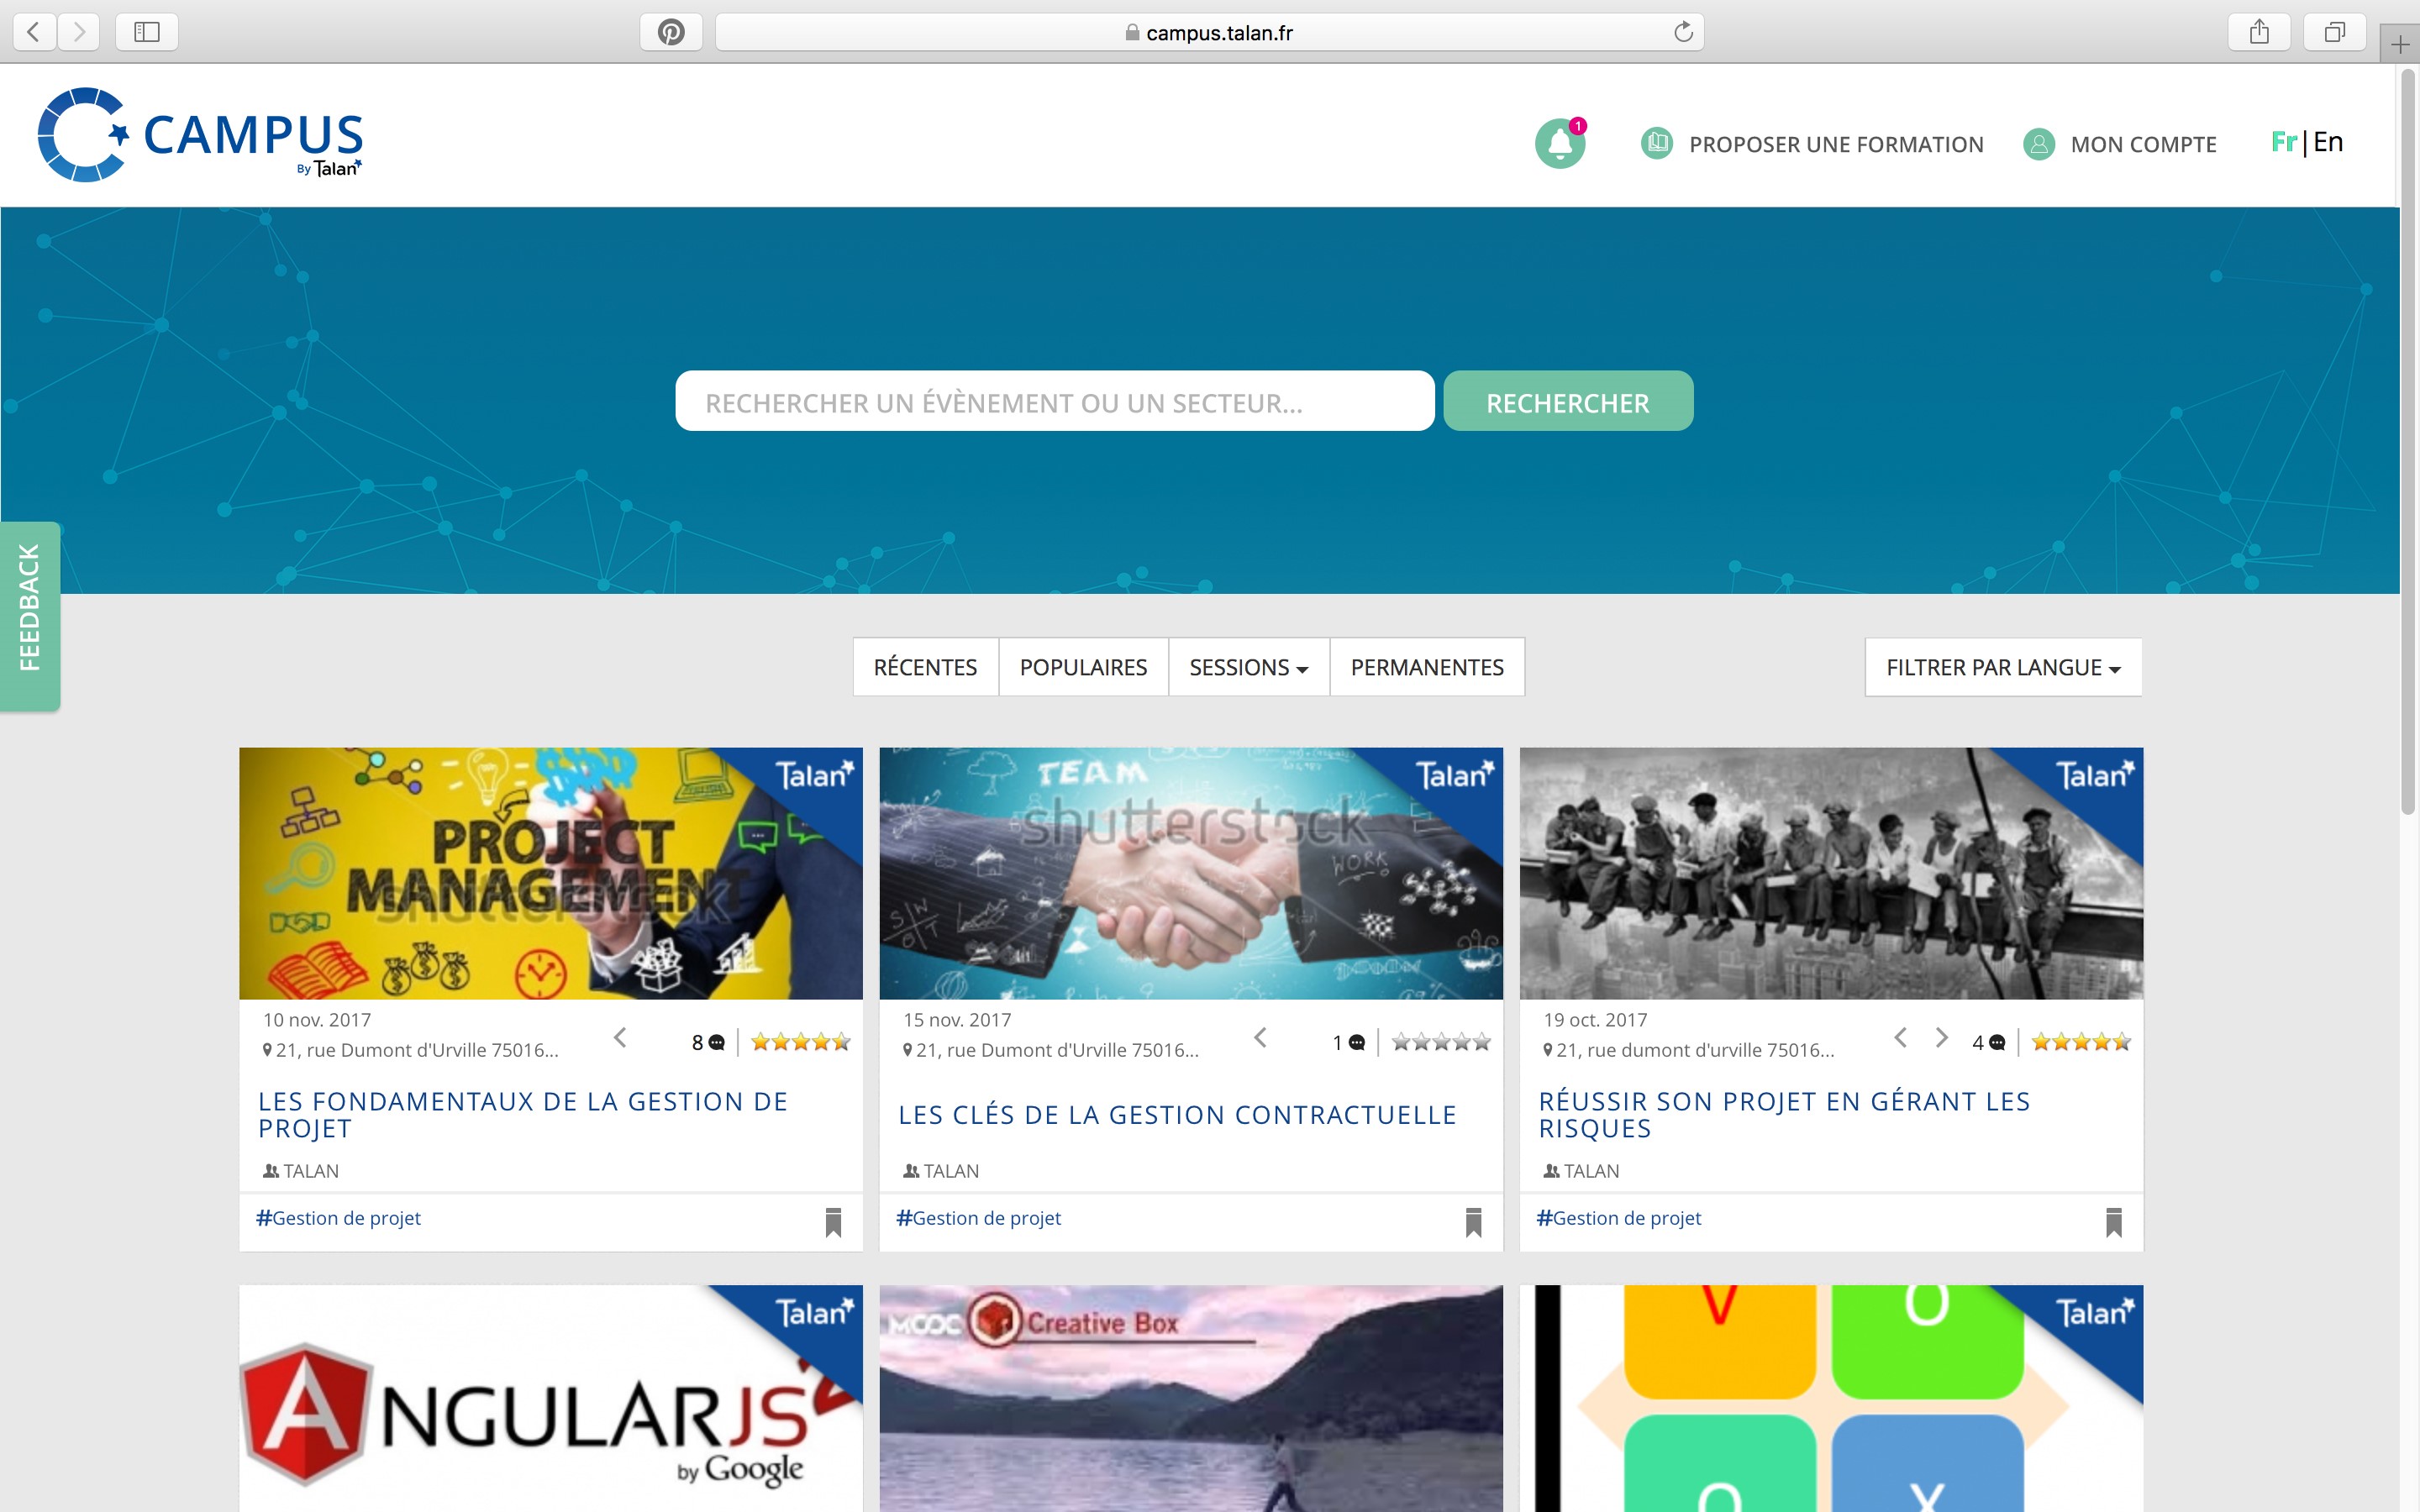 campus.talan.fr
CAMPUS
By Talan
1
PROPOSER UNE FORMATION
MON COMPTE
Fr|En
RECHERCHER UN ÉVÈNEMENT OU UN SECTEUR...
RECHERCHER
FEEDBACK
RÉCENTES
POPULAIRES
SESSIONS
PERMANENTES
FILTRER PAR LANGUE
PROJECT
MANAGEMENT
shutterstock
Talan
TEAM
shutterstock
WORK
S/W/O/T
Talan
Talan
10 nov. 2017
21, rue Dumont d'Urville 75016...
8
LES FONDAMENTAUX DE LA GESTION DE
PROJET
TALAN
#Gestion de projet
15 nov. 2017
21, rue Dumont d'Urville 75016...
1
LES CLÉS DE LA GESTION CONTRACTUELLE
TALAN
#Gestion de projet
19 oct. 2017
21, rue dumont d'urville 75016...
4
RÉUSSIR SON PROJET EN GÉRANT LES
RISQUES
TALAN
#Gestion de projet
Talan
ANGULARJS 2
by Google
MOOC Creative Box
Talan
V O
O X